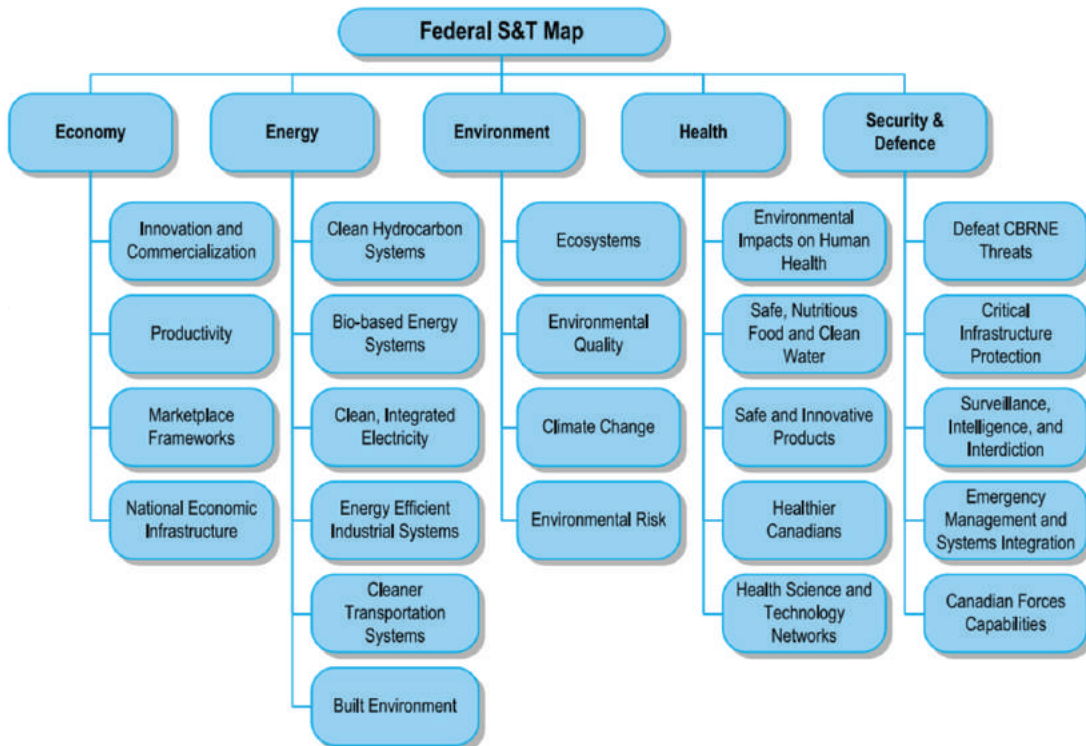 Federal S&T Map
Economy
Energy
Environment
Health
Security &
Defence
Innovation and
Commercialization
Productivity
Marketplace
Frameworks
National Economic
Infrastructure
Clean Hydrocarbon
Systems
Bio-based Energy
Systems
Clean, Integrated
Electricity
Energy Efficient
Industrial Systems
Cleaner
Transportation
Systems
Built Environment
Ecosystems
Environmental
Quality
Climate Change
Environmental Risk
Environmental
Impacts on Human
Health
Safe, Nutritious
Food and Clean
Water
Safe and Innovative
Products
Healthier
Canadians
Health Science and
Technology
Networks
Defeat CBRNE
Threats
Critical
Infrastructure
Protection
Surveillance,
Intelligence, and
Interdiction
Emergency
Management and
Systems Integration
Canadian Forces
Capabilities